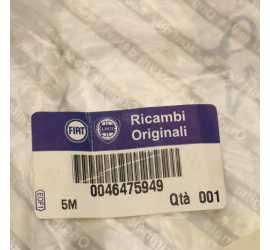 FIAT
Ricambi
Originali
0046475949
5M
Qtà 001